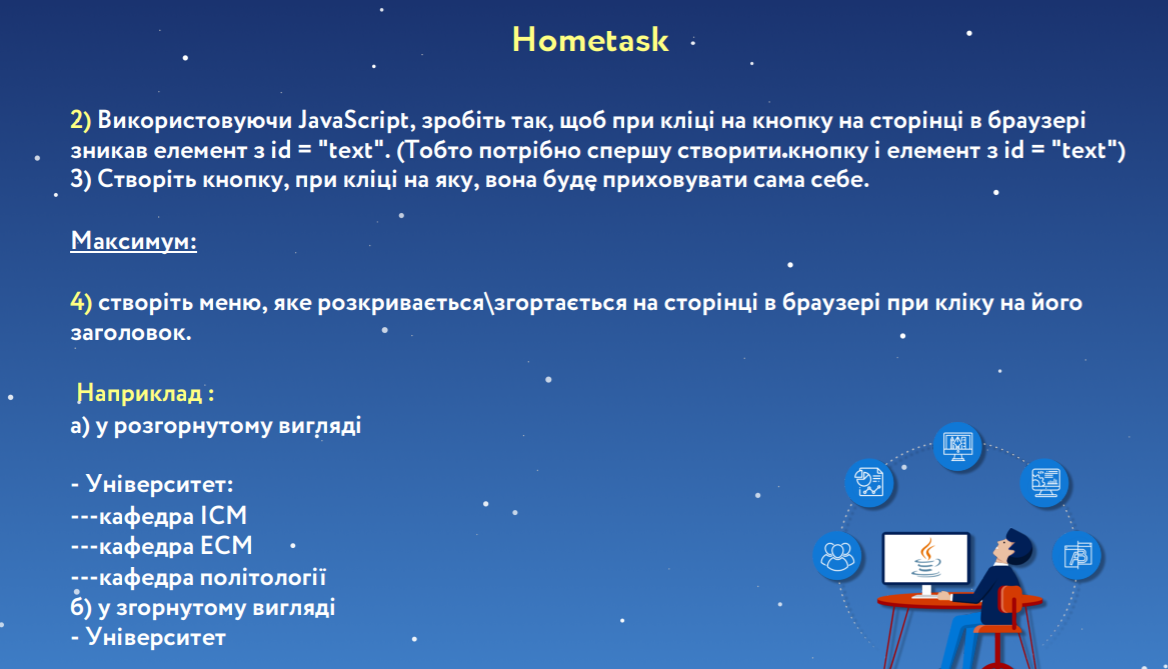 Hometask
2) Використовуючи JavaScript, зробіть так, щоб при кліці на кнопку на сторінці в браузері
зникав елемент з id = "text". (Тобто потрібно спершу створити кнопку і елемент з id = "text")
3) Створіть кнопку, при кліці на яку, вона буде приховувати сама себе.
Максимум:
4) створіть меню, яке розкривається\згортається на сторінці в браузері при кліку на його
заголовок.
Наприклад :
а) у розгорнутому вигляді
- Університет:
---кафедра ІСМ
---кафедра ЕСМ
---кафедра політології
б) у згорнутому вигляді
- Університет